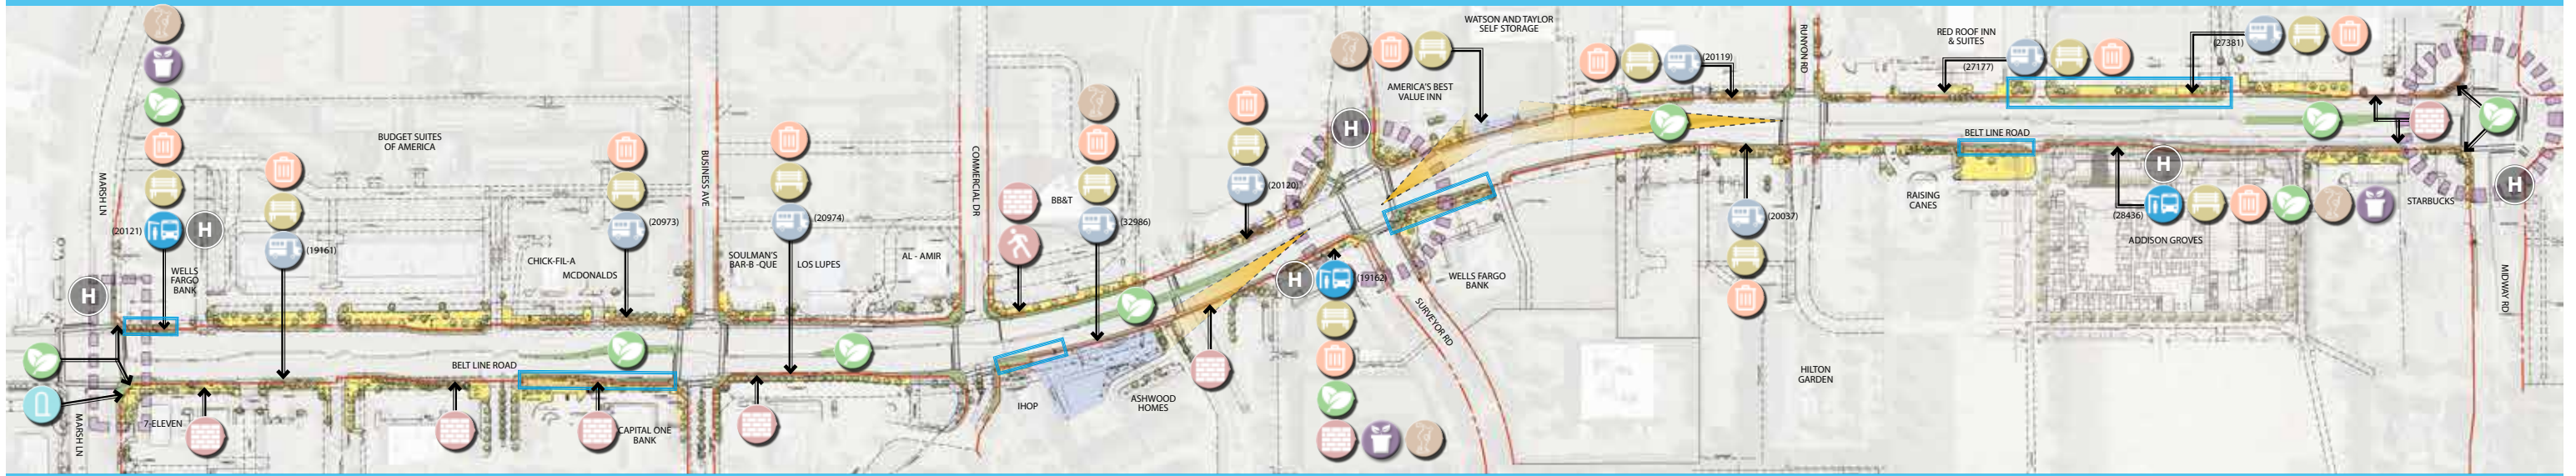 MARSH LN
(20121)
H
H
WELLS
FARGO
BANK
(19161)
BUDGET SUITES
OF AMERICA
CHICK-FIL-A
MCDONALDS
(20973)
BUSINESS AVE
(20974)
SOULMAN'S
BAR-B -QUE
LOS LUPES
AL - AMIR
COMMERCIAL DR
BB&T
(32986)
(20120)
H
H
(19162)
WATSON AND TAYLOR
SELF STORAGE
AMERICA'S BEST
VALUE INN
(20119)
RUNYON RD
RED ROOF INN
& SUITES
(27177)
(27381)
BELT LINE ROAD
H
(28436)
ADDISON GROVES
RAISING
CANES
STARBUCKS
H
MIDWAY RD
(20037)
HILTON
GARDEN
WELLS FARGO
BANK
SURVEYOR RD
ASHWOOD
HOMES
IHOP
BELT LINE ROAD
CAPITAL ONE
BANK
7-ELEVEN
MARSH LN